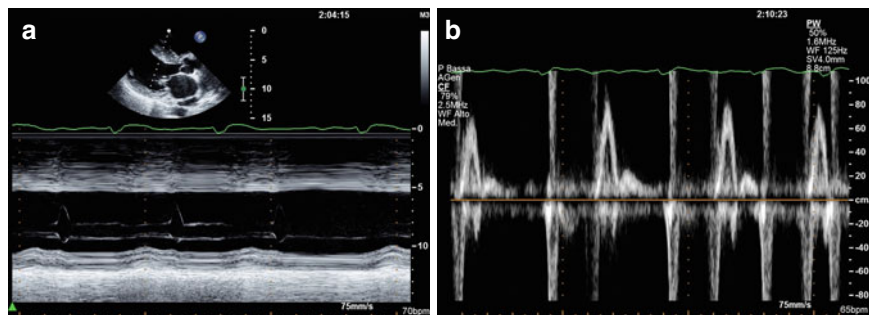 a
2:04:15
M3
0
5
10
15
0
5
10
75mm/s
70bpm
b
2:10:23
PW
50%
1.6MHz
WF 125Hz
SV4.0mm
8.8cm
P Bassa
AGen
CF
79%
2.5MHz
WF Alto
Med.
100
80
60
40
20
cm/s
-20
-40
-60
-80
75mm/s
65bpm